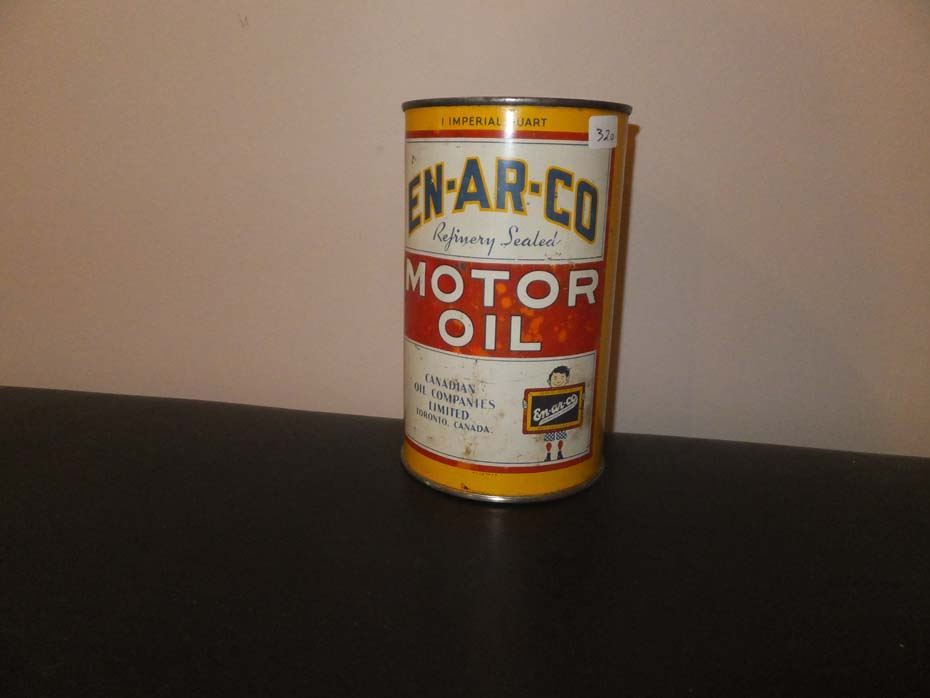 1 IMPERIAL QUART
320
EN-AR-CO
Refinery Sealed
MOTOR
OIL
CANADIAN
OIL COMPANIES
LIMITED
TORONTO, CANADA.
En-ar-co